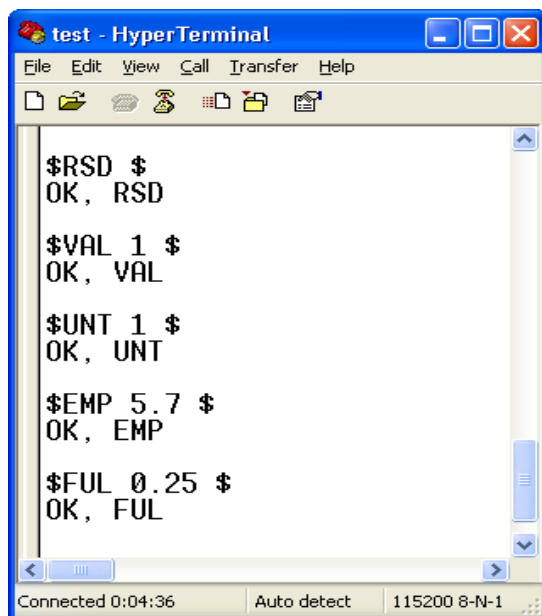 test - HyperTerminal
File Edit View Call Transfer Help
$RSD $
OK, RSD
$VAL 1 $
OK, VAL
$UNT 1 $
OK, UNT
$EMP 5.7 $
OK, EMP
$FUL 0.25 $
OK, FUL
Connected 0:04:36 Auto detect 115200 8-N-1